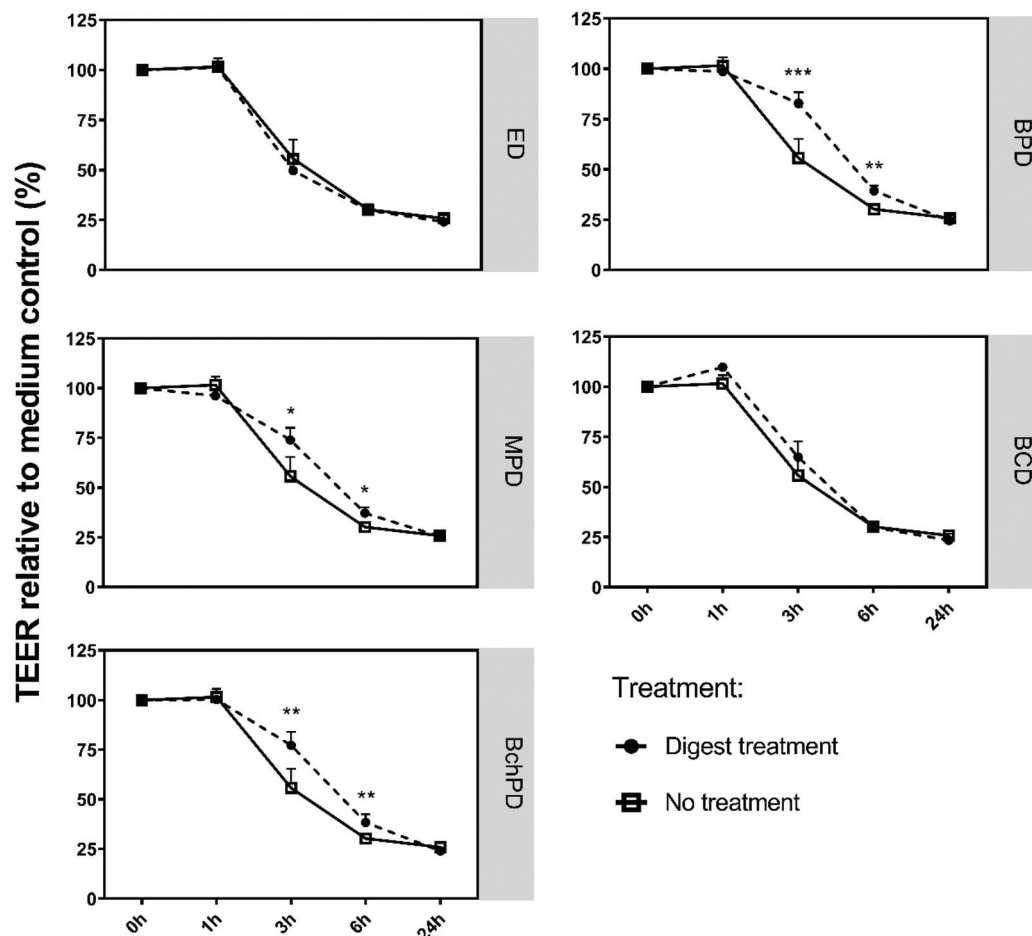 TEER relative to medium control (%)
125
100
75
50
25
0
ED
125
100
75
50
25
0
***
**
BPD
125
100
75
50
25
0
*
*
MPD
125
100
75
50
25
0
0h
1h
3h
6h
24h
BCD
125
100
75
50
25
0
**
**
0h
1h
3h
6h
24h
BchPD
Treatment:
Digest treatment
No treatment